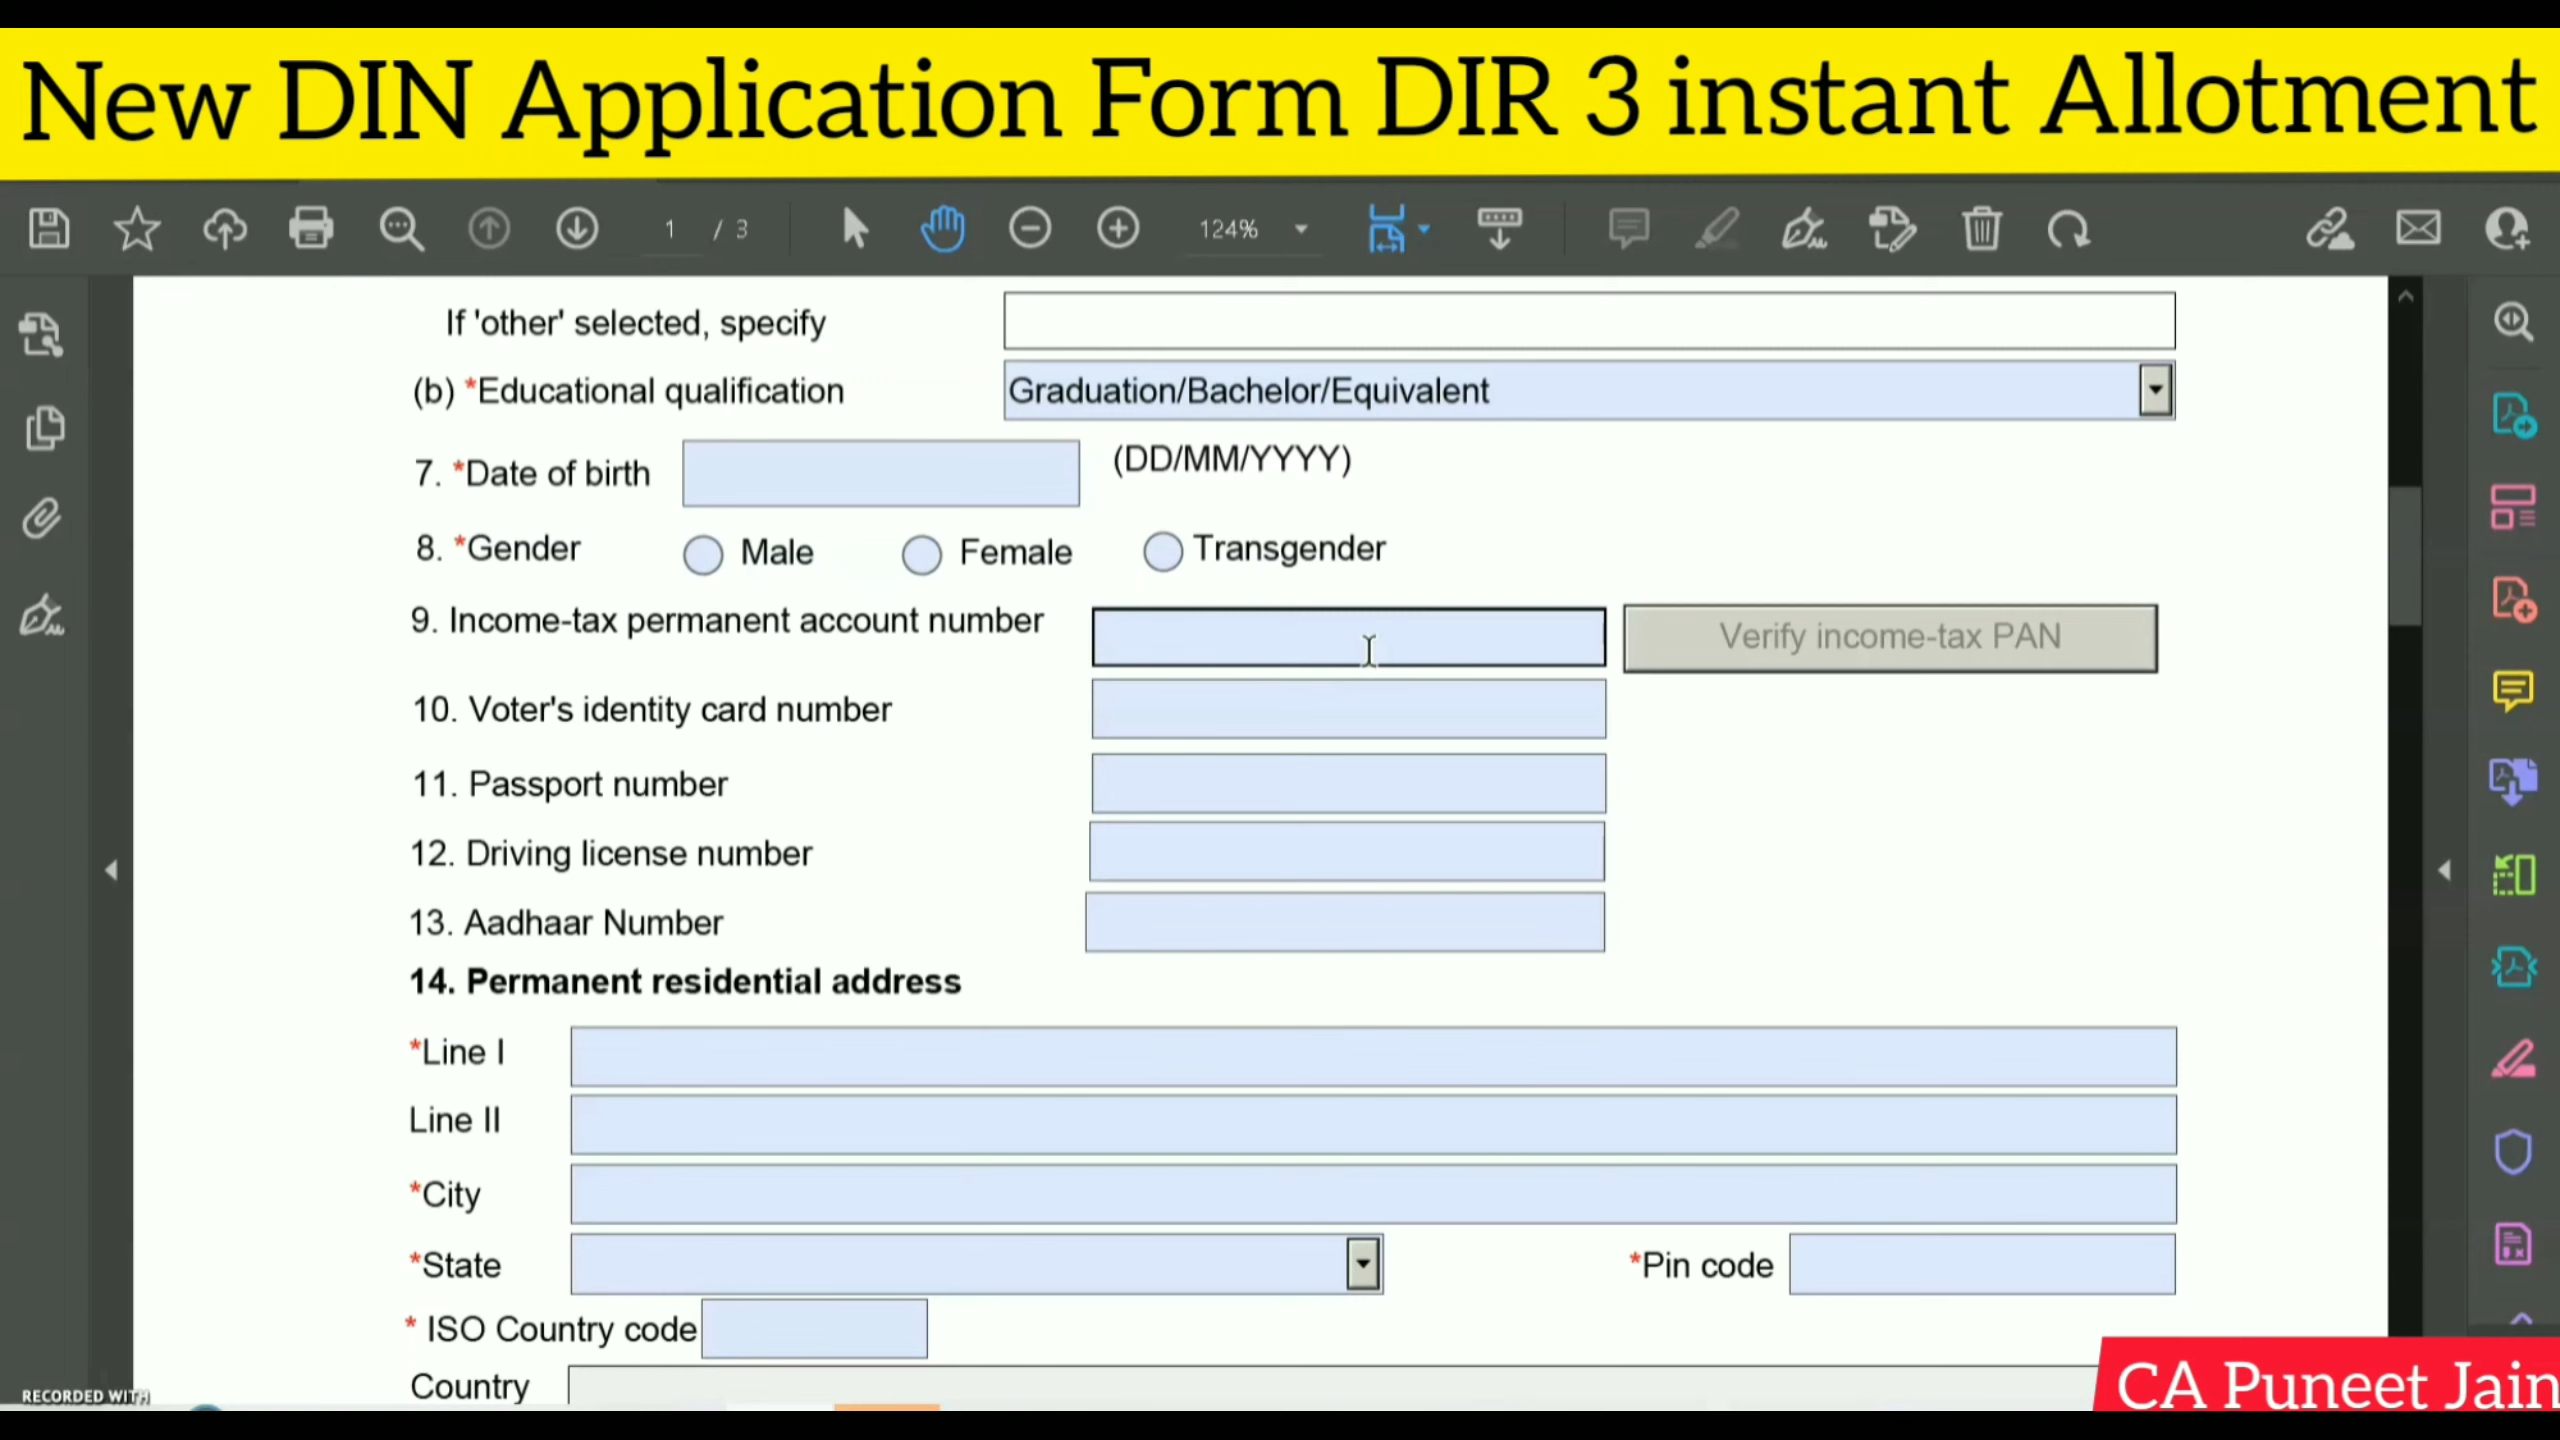 New DIN Application Form DIR 3 instant Allotment
1 / 3 124%
If 'other' selected, specify
(b) *Educational qualification Graduation/Bachelor/Equivalent
7. *Date of birth (DD/MM/YYYY)
8. *Gender Male Female Transgender
9. Income-tax permanent account number Verify income-tax PAN
10. Voter's identity card number
11. Passport number
12. Driving license number
13. Aadhaar Number
14. Permanent residential address
*Line I
Line II
*City
*State *Pin code
* ISO Country code
Country
RECORDED WITH
CA Puneet Jain